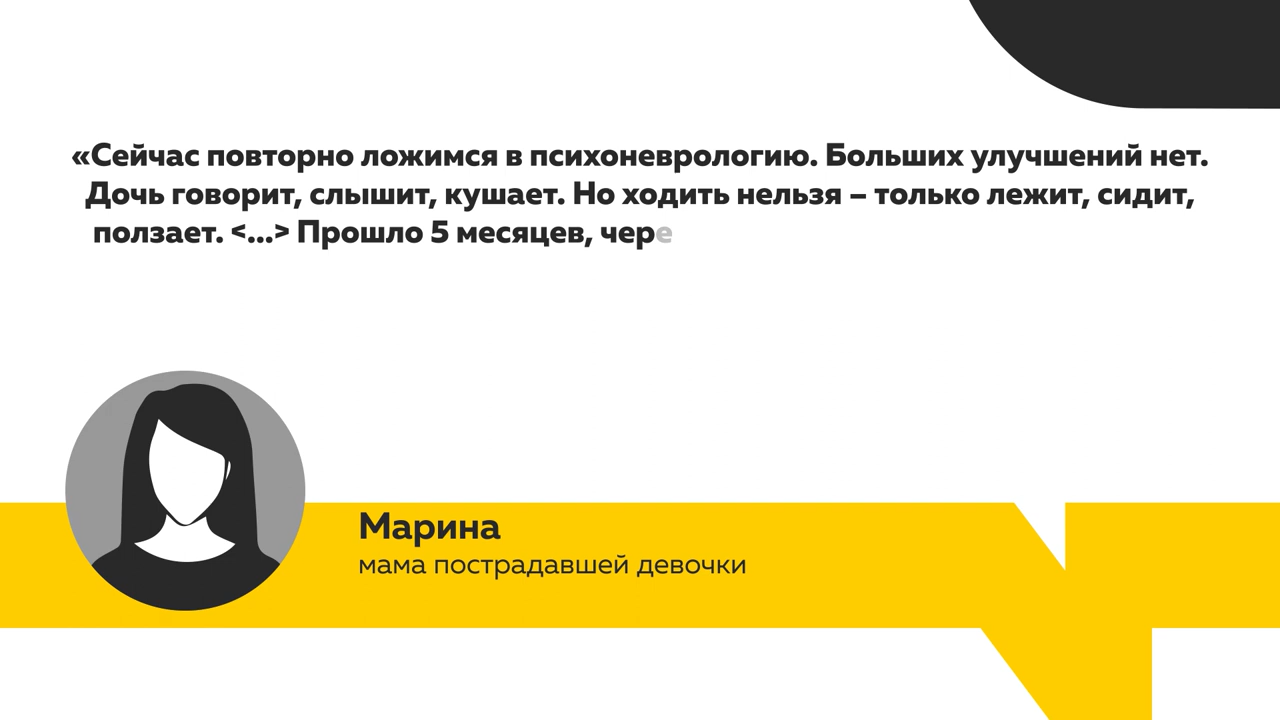 «Сейчас повторно ложимся в психоневрологию. Больших улучшений нет.
Дочь говорит, слышит, кушает. Но ходить нельзя – только лежит, сидит,
ползает. <...> Прошло 5 месяцев, чере
Марина
мама пострадавшей девочки